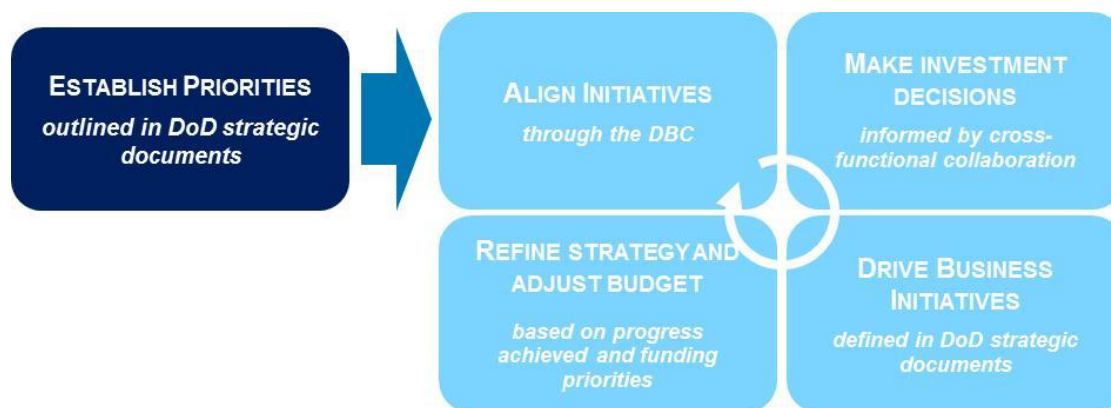 ESTABLISH PRIORITIES
outlined in DoD strategic
documents
ALIGN INITIATIVES
through the DBC
MAKE INVESTMENT
DECISIONS
informed by cross-
functional collaboration
REFINE STRATEGY AND
ADJUST BUDGET
based on progress
achieved and funding
priorities
DRIVE BUSINESS
INITIATIVES
defined in DoD strategic
documents